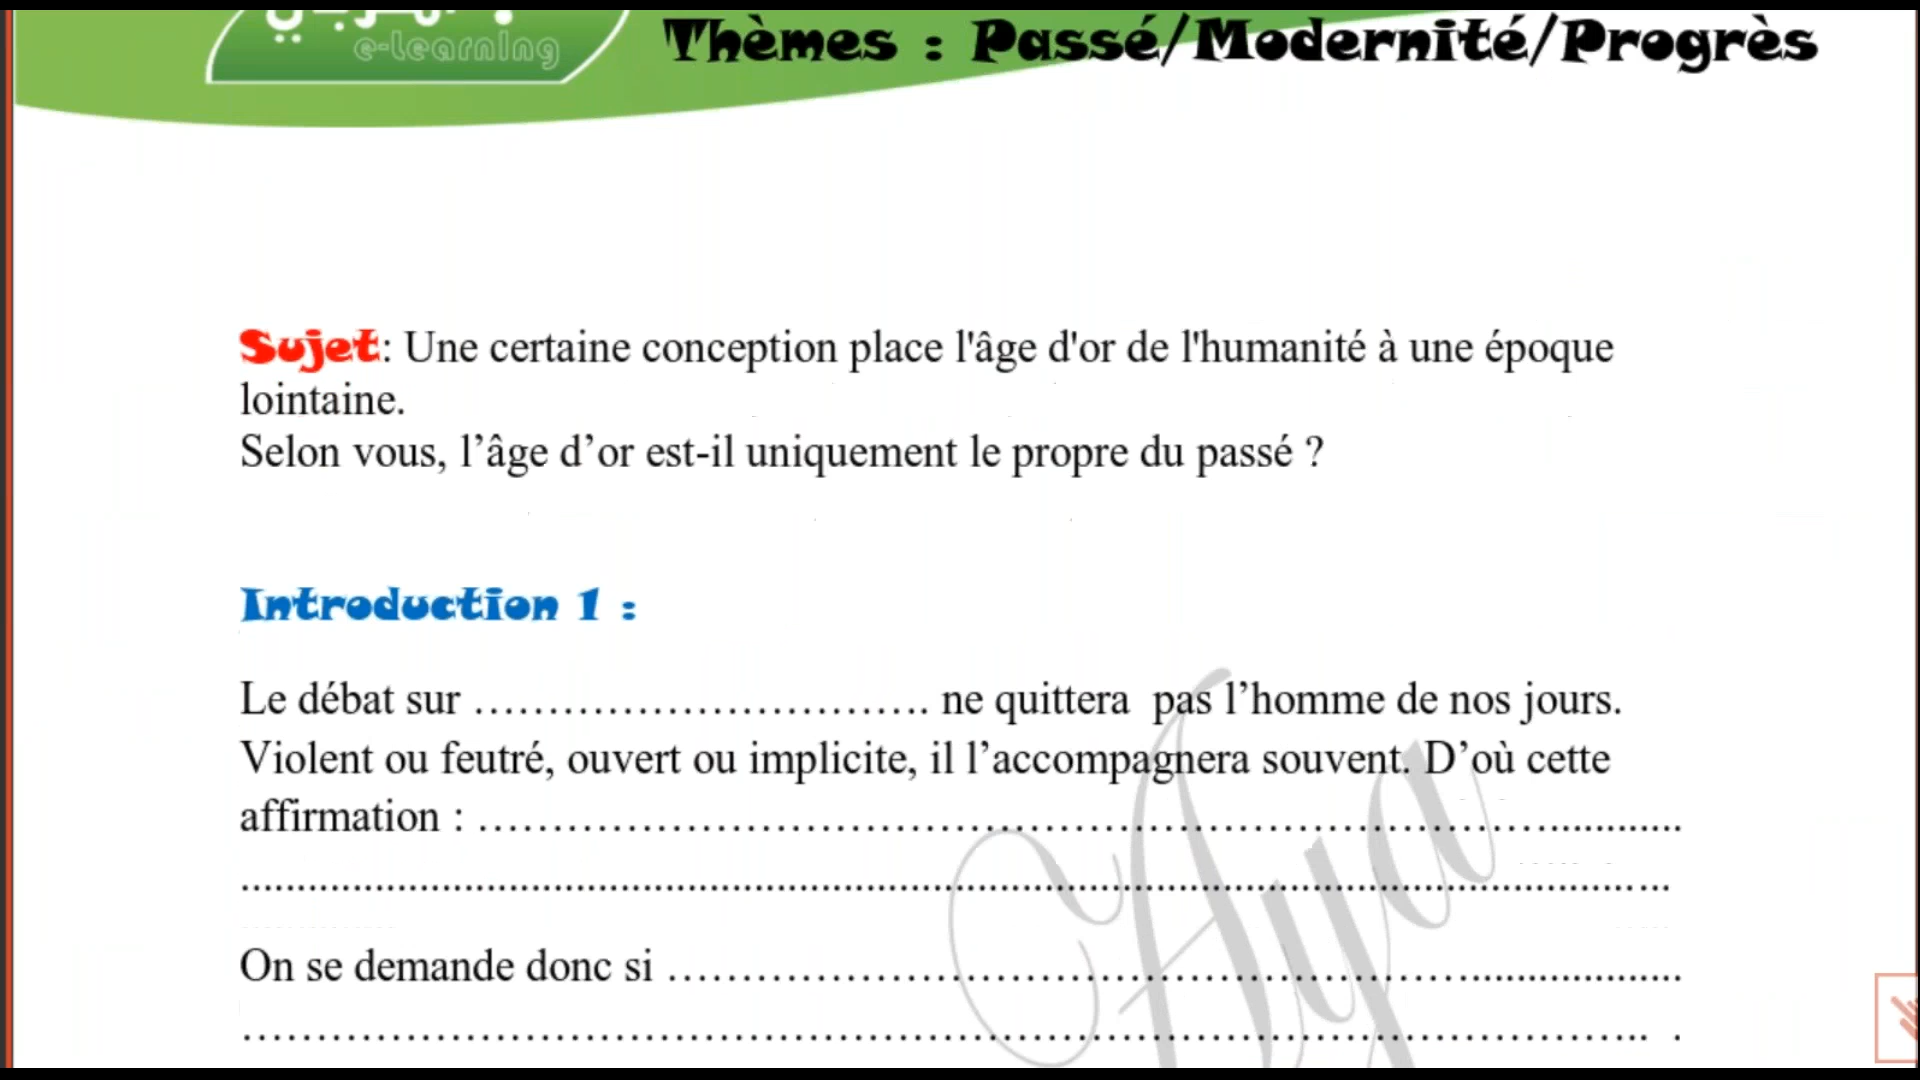 e-learning
Thèmes : Passé/Modernité/Progrès
Sujet: Une certaine conception place l'âge d'or de l'humanité à une époque
lointaine.
Selon vous, l’âge d’or est-il uniquement le propre du passé ?
Introduction 1 :
Le débat sur …………………………. ne quittera  pas l’homme de nos jours.
Violent ou feutré, ouvert ou implicite, il l’accompagnera souvent. D’où cette
affirmation : ……………………………………………………………………............
..........................................................................................................................
On se demande donc si ……………………………………………………....................
………………………………………………………………………………………….. .
Aya